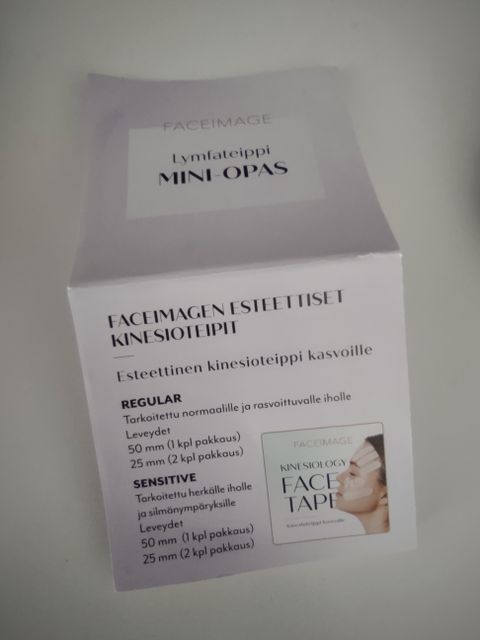 FACEIMAGE
Lymfateippi
MINI-OPAS
FACEIMAGEN ESTEETTISET
KINESIOTEIPIT
Esteettinen kinesioteippi kasvoille
REGULAR
Tarkoitettu normaalille ja rasvoittuvalle iholle
Leveydet
50 mm (1 kpl pakkaus)
25 mm (2 kpl pakkaus)
SENSITIVE
Tarkoitettu herkälle iholle
ja silmänympäryksille
Leveydet
50 mm (1 kpl pakkaus)
25 mm (2 kpl pakkaus)
FACEIMAGE
KINESIOLOGY
FACE
TAPE
Kinesioteippi kasvoille